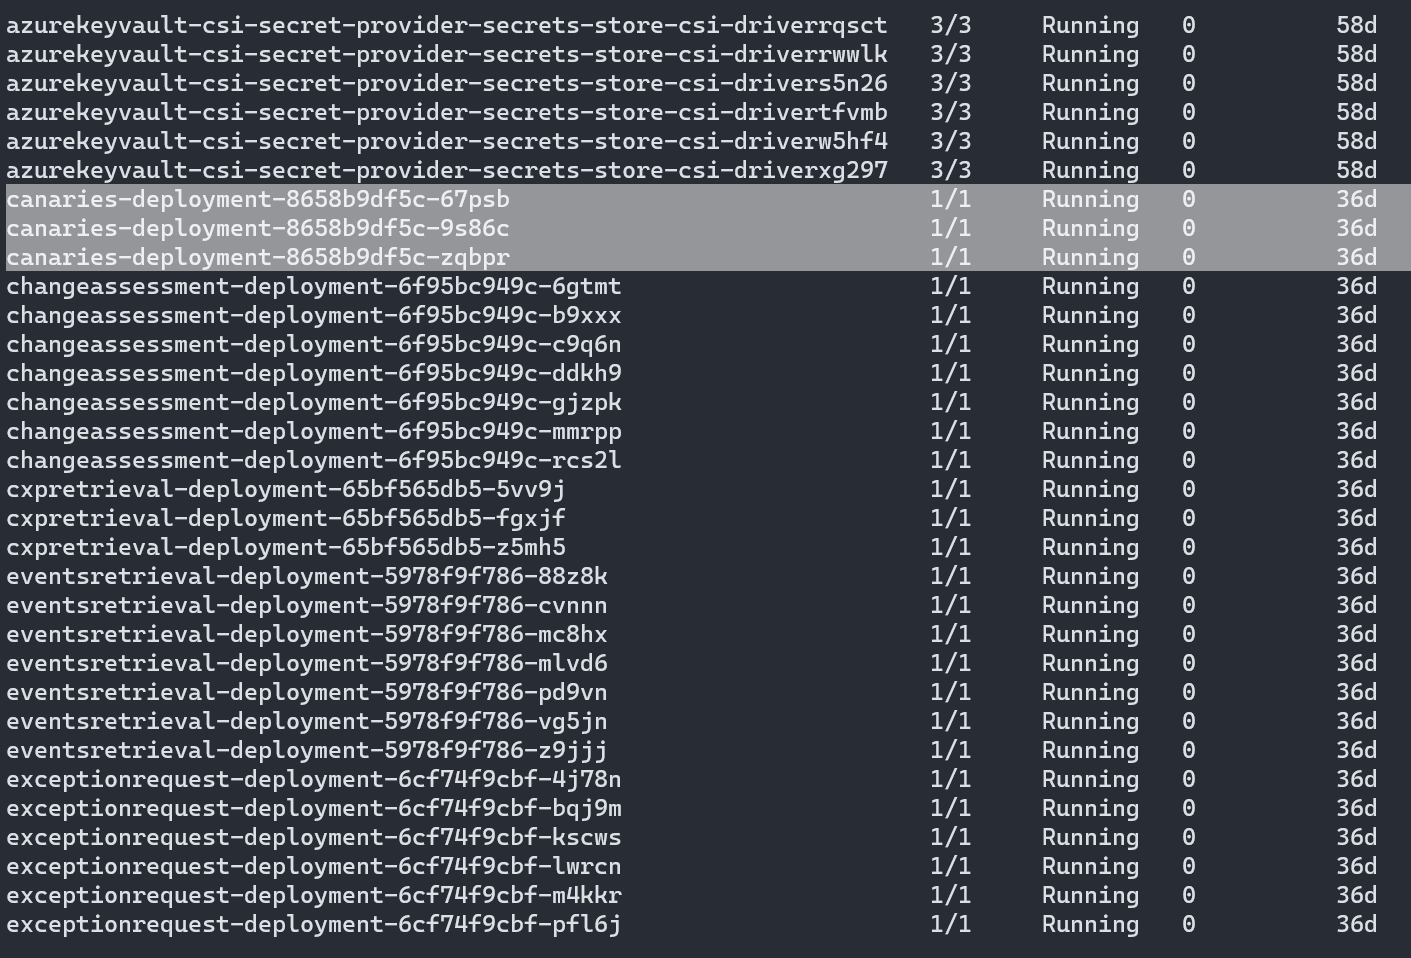 azurekeyvault-csi-secret-provider-secrets-store-csi-driverrqsct 3/3 Running 0 58d
azurekeyvault-csi-secret-provider-secrets-store-csi-driverrwwlk 3/3 Running 0 58d
azurekeyvault-csi-secret-provider-secrets-store-csi-drivers5n26 3/3 Running 0 58d
azurekeyvault-csi-secret-provider-secrets-store-csi-drivertfvmb 3/3 Running 0 58d
azurekeyvault-csi-secret-provider-secrets-store-csi-driverw5hf4 3/3 Running 0 58d
azurekeyvault-csi-secret-provider-secrets-store-csi-driverxg297 3/3 Running 0 58d
canaries-deployment-8658b9df5c-67psb 1/1 Running 0 36d
canaries-deployment-8658b9df5c-9s86c 1/1 Running 0 36d
canaries-deployment-8658b9df5c-zqbpr 1/1 Running 0 36d
changeassessment-deployment-6f95bc949c-6gtmt 1/1 Running 0 36d
changeassessment-deployment-6f95bc949c-b9xxx 1/1 Running 0 36d
changeassessment-deployment-6f95bc949c-c9q6n 1/1 Running 0 36d
changeassessment-deployment-6f95bc949c-ddkh9 1/1 Running 0 36d
changeassessment-deployment-6f95bc949c-gjzpk 1/1 Running 0 36d
changeassessment-deployment-6f95bc949c-mmrpp 1/1 Running 0 36d
changeassessment-deployment-6f95bc949c-rcs2l 1/1 Running 0 36d
cxpretrieval-deployment-65bf565db5-5vv9j 1/1 Running 0 36d
cxpretrieval-deployment-65bf565db5-fgxjf 1/1 Running 0 36d
cxpretrieval-deployment-65bf565db5-z5mh5 1/1 Running 0 36d
eventsretrieval-deployment-5978f9f786-88z8k 1/1 Running 0 36d
eventsretrieval-deployment-5978f9f786-cvnnn 1/1 Running 0 36d
eventsretrieval-deployment-5978f9f786-mc8hx 1/1 Running 0 36d
eventsretrieval-deployment-5978f9f786-mlvd6 1/1 Running 0 36d
eventsretrieval-deployment-5978f9f786-pd9vn 1/1 Running 0 36d
eventsretrieval-deployment-5978f9f786-vg5jn 1/1 Running 0 36d
eventsretrieval-deployment-5978f9f786-z9jjj 1/1 Running 0 36d
exceptionrequest-deployment-6cf74f9cbf-4j78n 1/1 Running 0 36d
exceptionrequest-deployment-6cf74f9cbf-bqj9m 1/1 Running 0 36d
exceptionrequest-deployment-6cf74f9cbf-kscws 1/1 Running 0 36d
exceptionrequest-deployment-6cf74f9cbf-lwrcn 1/1 Running 0 36d
exceptionrequest-deployment-6cf74f9cbf-m4kkr 1/1 Running 0 36d
exceptionrequest-deployment-6cf74f9cbf-pfl6j 1/1 Running 0 36d